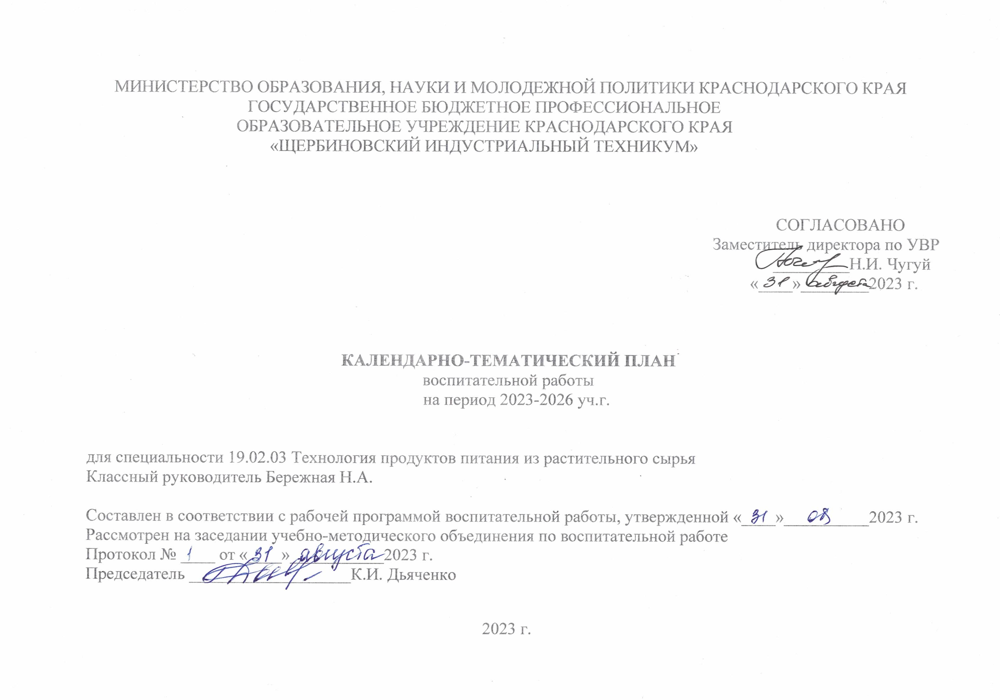 МИНИСТЕРСТВО ОБРАЗОВАНИЯ, НАУКИ И МОЛОДЕЖНОЙ ПОЛИТИКИ КРАСНОДАРСКОГО КРАЯ
ГОСУДАРСТВЕННОЕ БЮДЖЕТНОЕ ПРОФЕССИОНАЛЬНОЕ
ОБРАЗОВАТЕЛЬНОЕ УЧРЕЖДЕНИЕ КРАСНОДАРСКОГО КРАЯ
«ЩЕРБИНОВСКИЙ ИНДУСТРИАЛЬНЫЙ ТЕХНИКУМ»
СОГЛАСОВАНО
Заместитель директора по УВР
_________Н.И. Чугуй
«31» августа 2023 г.
КАЛЕНДАРНО-ТЕМАТИЧЕСКИЙ ПЛАН
воспитательной работы
на период 2023-2026 уч.г.
для специальности 19.02.03 Технология продуктов питания из растительного сырья
Классный руководитель Бережная Н.А.
Составлен в соответствии с рабочей программой воспитательной работы, утвержденной «31» 08 2023 г.
Рассмотрен на заседании учебно-методического объединения по воспитательной работе
Протокол № 1 от «31» августа 2023 г.
Председатель ___________________К.И. Дьяченко
2023 г.